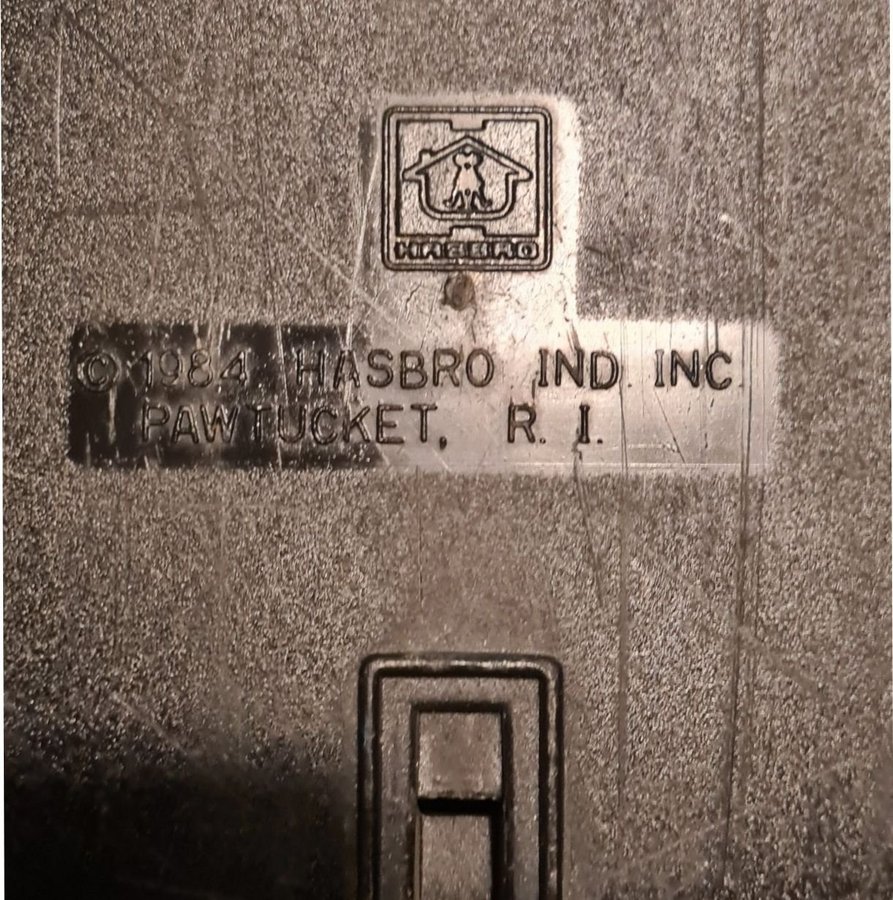 HASBRO
© 1984 HASBRO IND. INC.
PAWTUCKET, R. I.